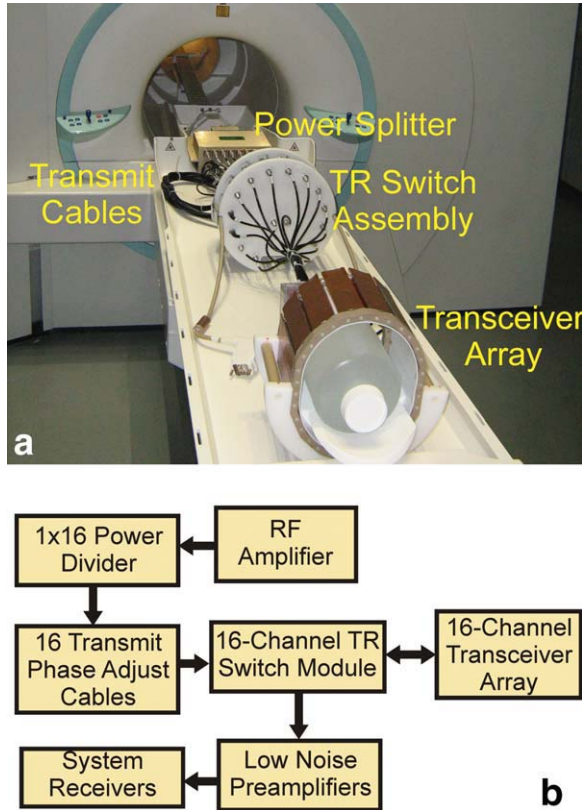 Power Splitter
Transmit
Cables
TR Switch
Assembly
Transceiver
Array
a
1x16 Power
Divider
RF
Amplifier
16 Transmit
Phase Adjust
Cables
16-Channel TR
Switch Module
16-Channel
Transceiver
Array
System
Receivers
Low Noise
Preamplifiers
b